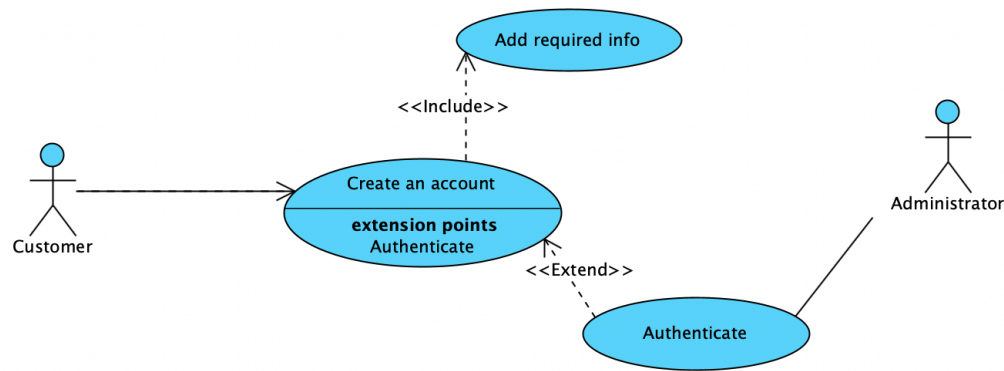 Add required info
<<Include>>
Create an account
extension points
Authenticate
Customer
Administrator
<<Extend>>
Authenticate